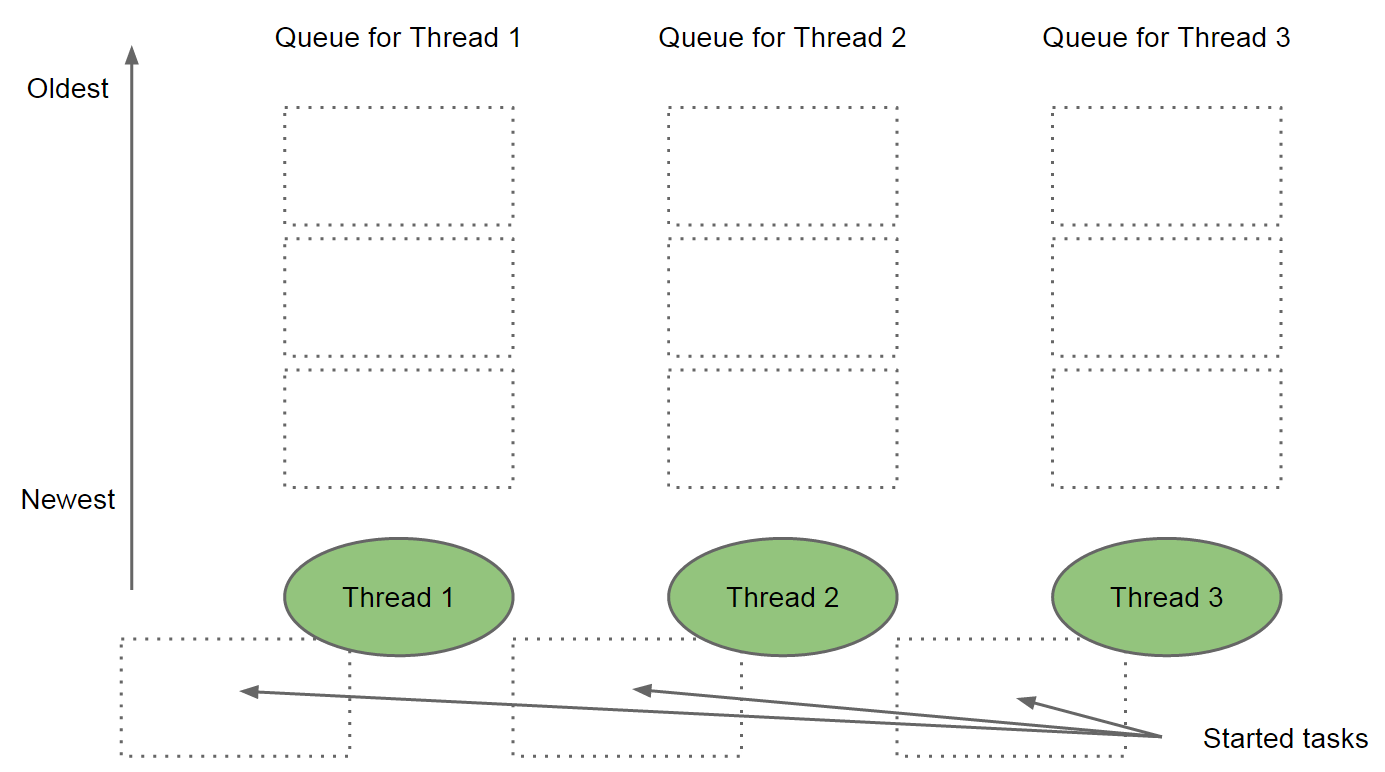 Queue for Thread 1
Queue for Thread 2
Queue for Thread 3
Oldest
Newest
Thread 1
Thread 2
Thread 3
Started tasks